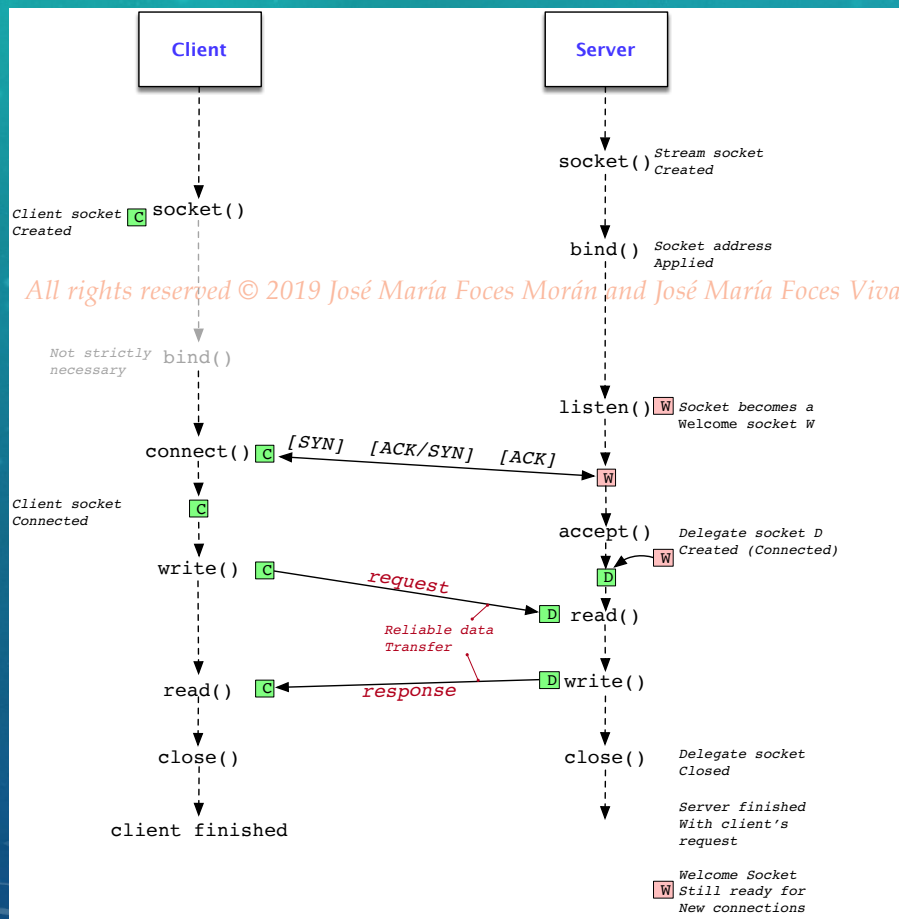 Client
Server
socket()
Stream socket
Created
Client socket
Created
C
socket()
bind()
Socket address
Applied
All rights reserved © 2019 José María Foces Morán and José María Foces Viva
Not strictly
necessary
bind()
listen()
W
Socket becomes a
Welcome socket W
connect()
C
[SYN] [ACK/SYN] [ACK]
W
Client socket
Connected
C
accept()
Delegate socket D
Created (Connected)
W
D
write()
C
request
D
read()
Reliable data
Transfer
read()
C
response
D
write()
close()
close()
Delegate socket
Closed
client finished
Server finished
With client's
request
W
Welcome Socket
Still ready for
New connections